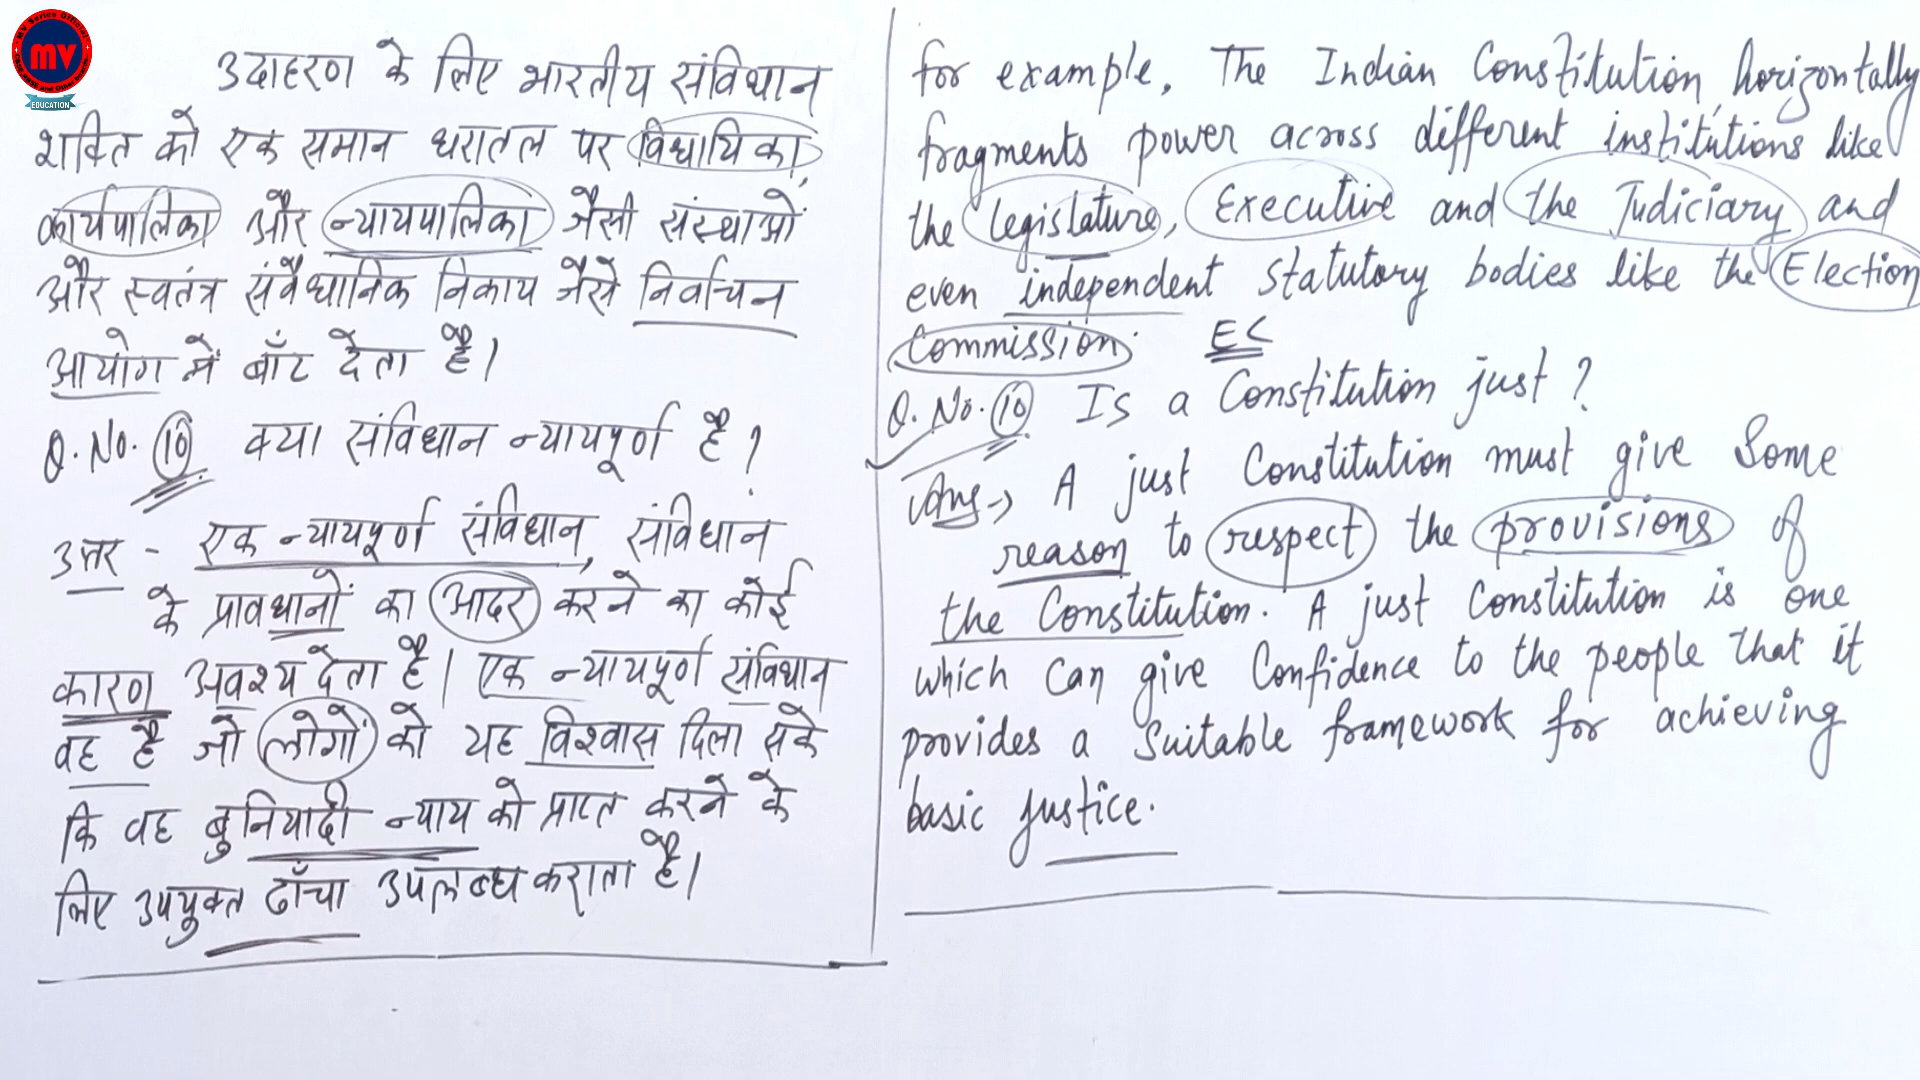 MV Series Official
mv
EDUCATION
उदाहरण के लिए भारतीय संविधान
शक्ति को एक समान धरातल पर विधायिका,
कार्यपालिका और न्यायपालिका जैसी संस्थाओं
और स्वतंत्र संवैधानिक निकाय जैसे निर्वाचन
आयोग में बाँट देता है।
Q. No. 10 क्या संविधान न्यायपूर्ण है?
उत्तर - एक न्यायपूर्ण संविधान, संविधान
के प्रावधानों का आदर करने का कोई
कारण अवश्य देता है। एक न्यायपूर्ण संविधान
वह है जो लोगों को यह विश्वास दिला सके
कि वह बुनियादी न्याय को प्राप्त करने के
लिए उपयुक्त ढाँचा उपलब्ध कराता है।
for example, The Indian Constitution, horizontally
fragments power across different institutions like
the legislature, Executive and the Judiciary and
even independent statutory bodies like the Election
Commission. EC
Q. No. 10 Is a Constitution just?
Ans→ A just Constitution must give Some
reason to respect the provisions of
the Constitution. A just Constitution is one
which can give Confidence to the people that it
provides a Suitable framework for achieving
basic justice.